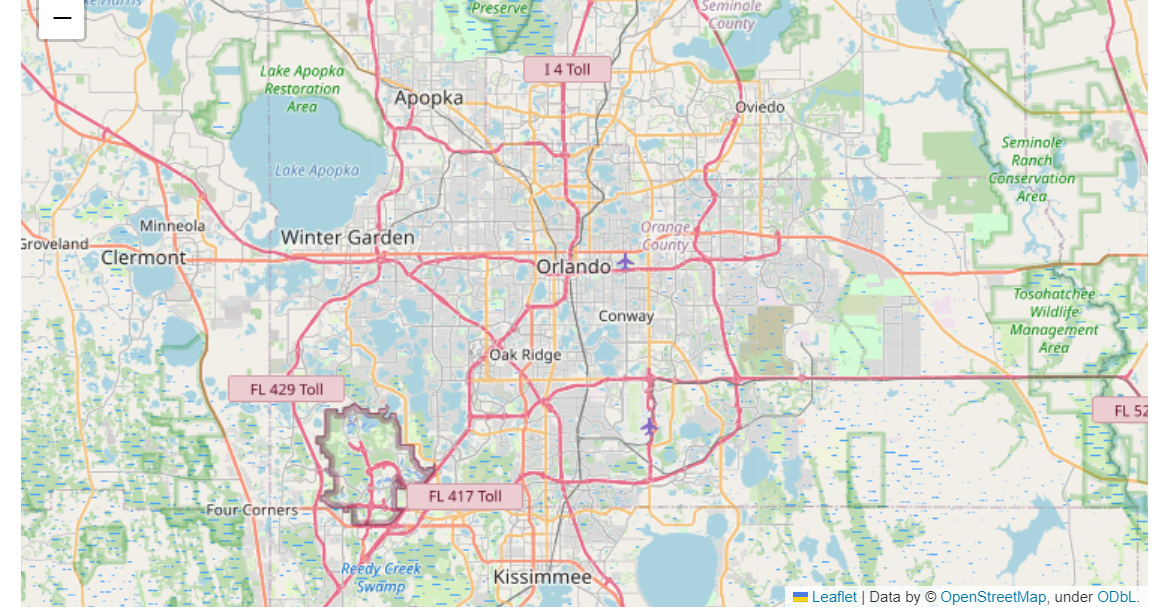 ke Harris
Preserve
Seminole
County
I 4 Toll
Lake Apopka
Restoration
Area
Apopka
Oviedo
Seminole
Ranch
Conservation
Area
Lake Apopka
Minneola
Groveland
Clermont
Winter Garden
Orange
County
Orlando
Tosohatchee
Wildlife
Management
Area
Conway
Oak Ridge
FL 429 Toll
FL 52
FL 417 Toll
Four Corners
Reedy Creek
Swamp
Kissimmee
Leaflet | Data by © OpenStreetMap, under ODbL.